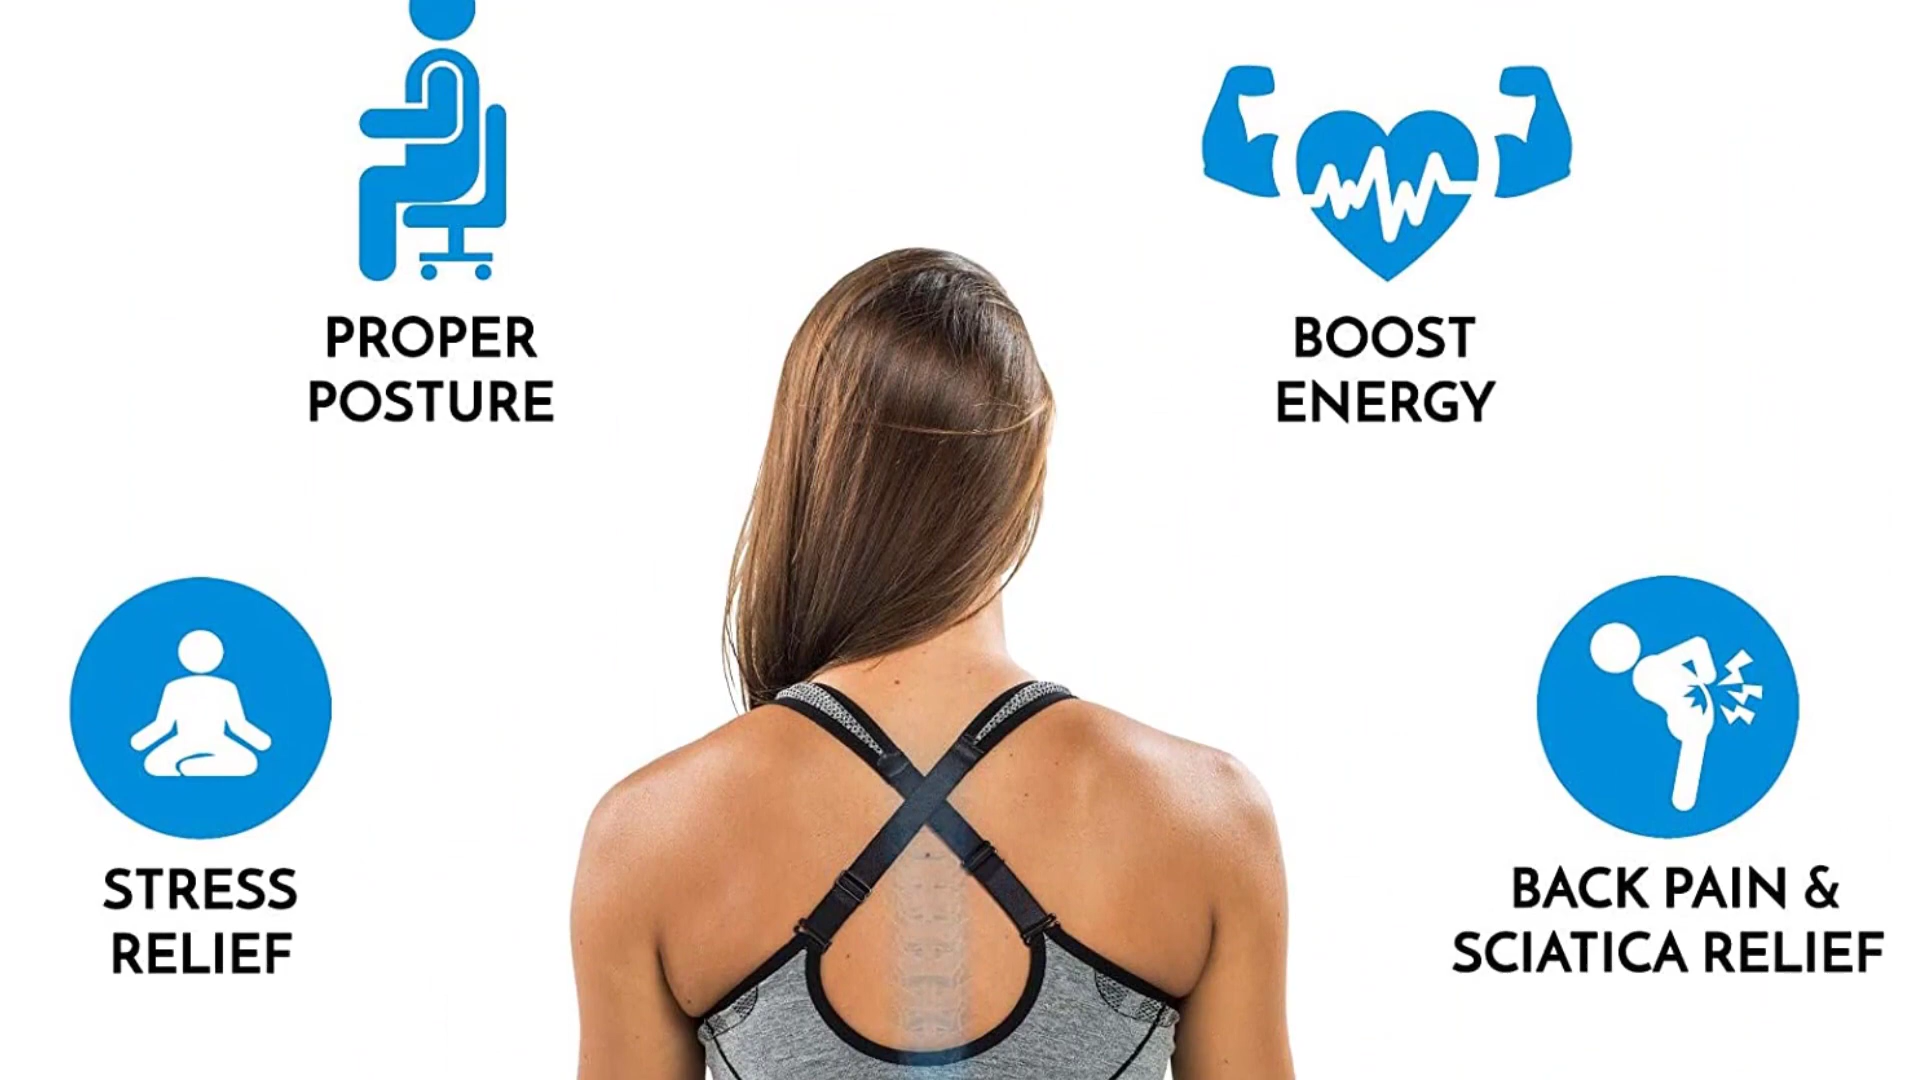 PROPER
POSTURE
BOOST
ENERGY
STRESS
RELIEF
BACK PAIN &
SCIATICA RELIEF